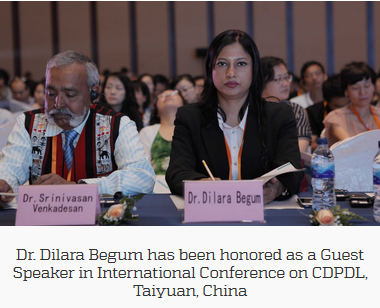 Dr. Srinivasan
Venkadesan
Dr. Dilara Begum
Dr. Dilara Begum has been honored as a Guest
Speaker in International Conference on CDPDL,
Taiyuan, China